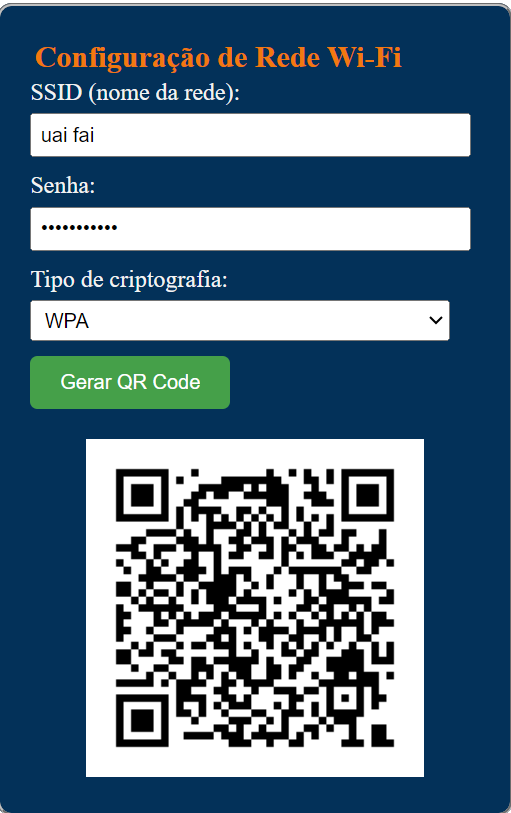 Configuração de Rede Wi-Fi
SSID (nome da rede):
uai fai
Senha:
•••••••••••
Tipo de criptografia:
WPA
Gerar QR Code